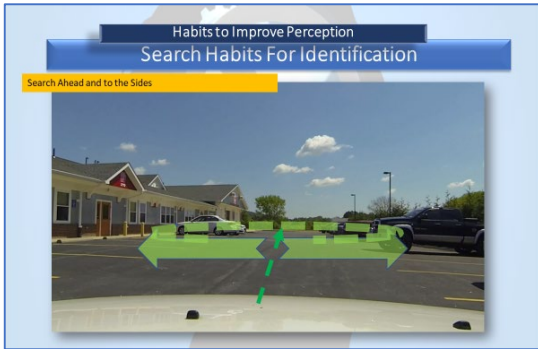 Habits to Improve Perception
Search Habits For Identification
Search Ahead and to the Sides